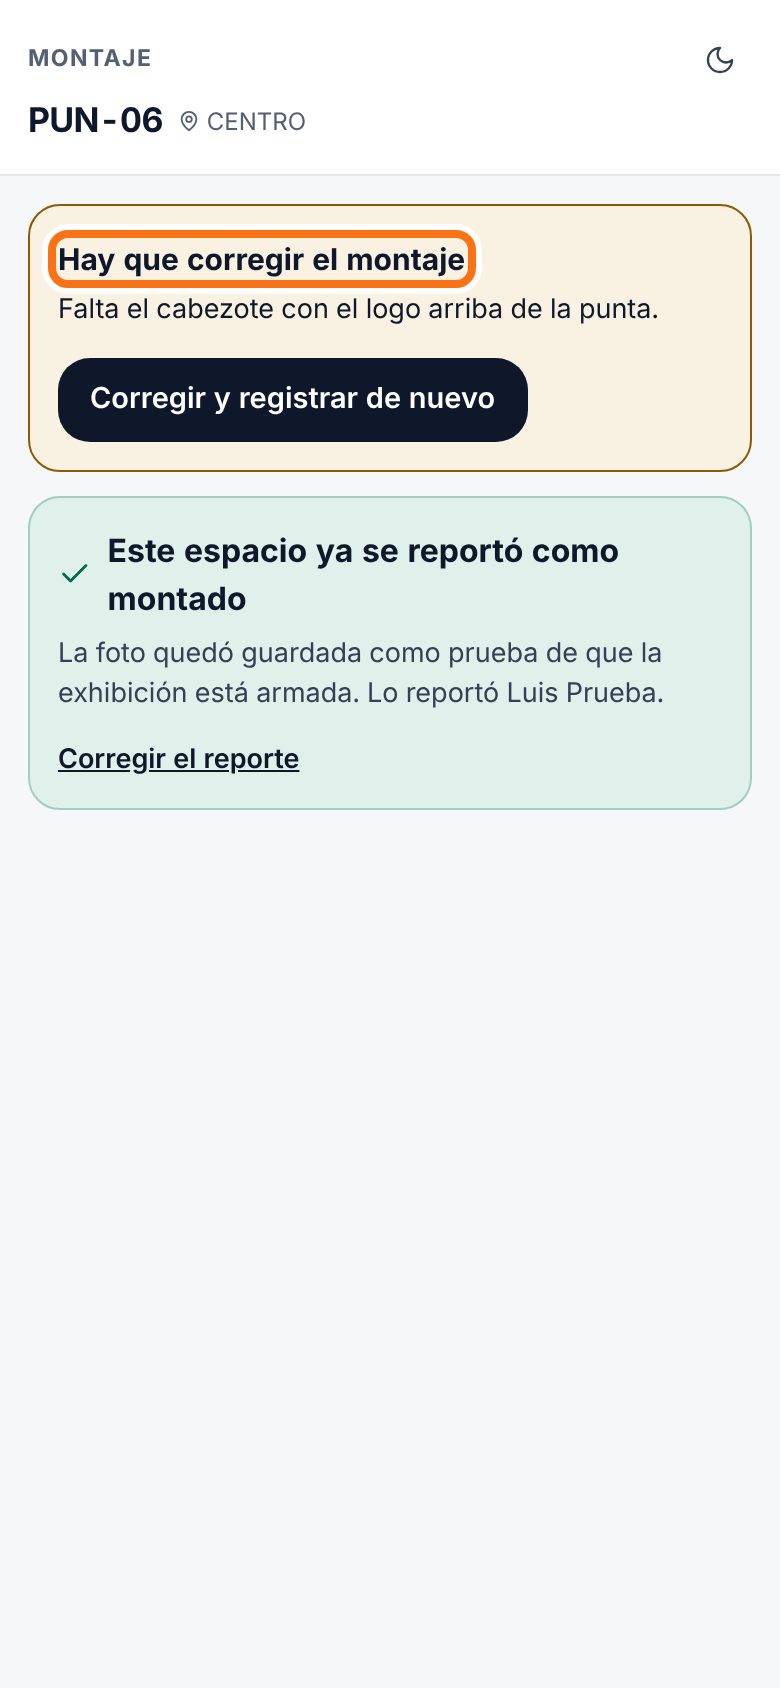 MONTAJE
PUN-06 CENTRO
Hay que corregir el montaje
Falta el cabezote con el logo arriba de la punta.
Corregir y registrar de nuevo
Este espacio ya se reportó como
montado
La foto quedó guardada como prueba de que la
exhibición está armada. Lo reportó Luis Prueba.
Corregir el reporte